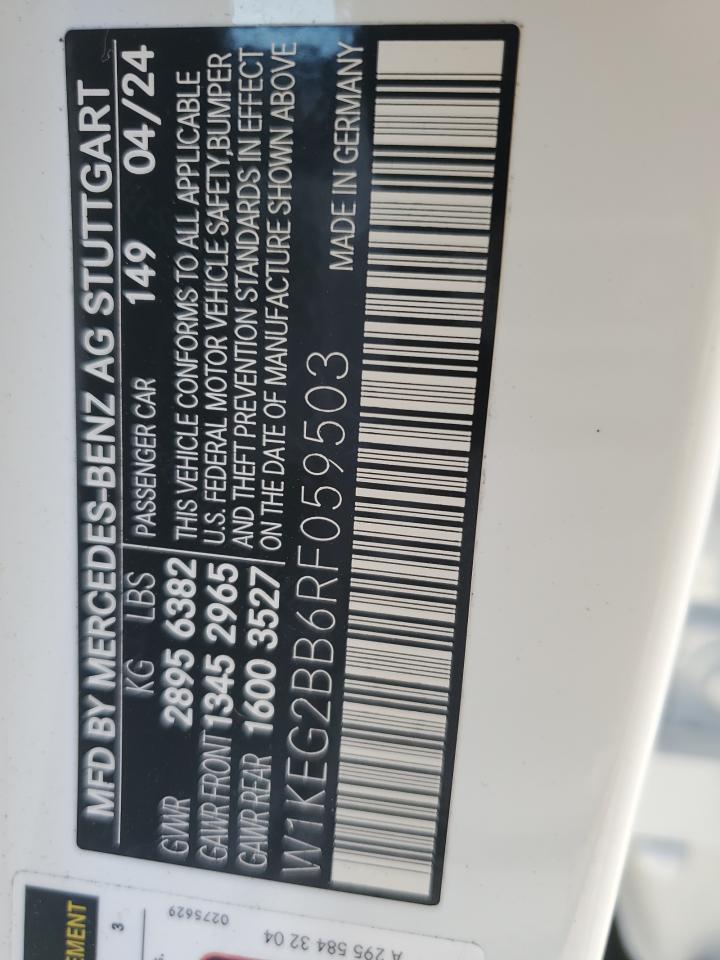 MFD BY MERCEDES-BENZ AG STUTTGART
KG LBS PASSENGER CAR 149 04/24
GVWR 2895 6382 THIS VEHICLE CONFORMS TO ALL APPLICABLE
GAWR FRONT 1345 2965 U.S. FEDERAL MOTOR VEHICLE SAFETY,BUMPER
GAWR REAR 1600 3527 AND THEFT PREVENTION STANDARDS IN EFFECT
ON THE DATE OF MANUFACTURE SHOWN ABOVE
W1KEG2BB6RF059503 MADE IN GERMANY
EMENT
3
0275629
A 295 584 32 04